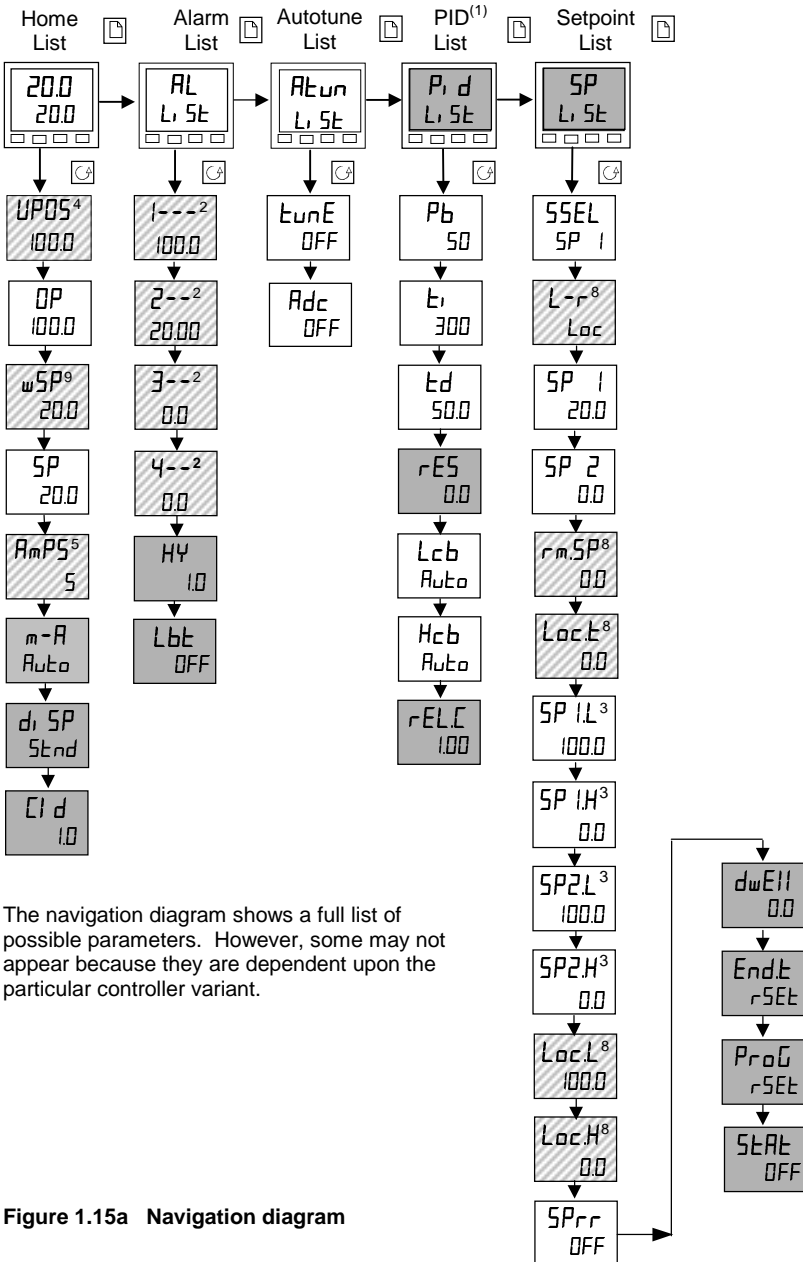 Home List
Alarm List
Autotune List
PID(1) List
Setpoint List
20.0
20.0
AL
LiSt
Atun
LiSt
Pid
LiSt
SP
LiSt
VPOS4
100.0
OP
100.0
wSP9
20.0
SP
20.0
AmPS5
5
m-A
Auto
diSP
Stnd
CId
1.0
1---2
100.0
2--2
20.00
3--2
0.0
4--2
0.0
HY
1.0
Lbt
OFF
tunE
OFF
Adc
OFF
Pb
50
ti
300
td
50.0
rES
0.0
Lcb
Auto
Hcb
Auto
rEL.C
1.00
SSEL
SP 1
L-r8
Loc
SP 1
20.0
SP 2
0.0
rm.SP8
0.0
Loc.t8
0.0
SP 1.L3
100.0
SP 1.H3
0.0
SP2.L3
100.0
SP2.H3
0.0
Loc.L8
100.0
Loc.H8
0.0
SPrr
OFF
dwEll
0.0
End.t
rSEt
ProG
rSEt
StAt
OFF
The navigation diagram shows a full list of
possible parameters. However, some may not
appear because they are dependent upon the
particular controller variant.
Figure 1.15a Navigation diagram